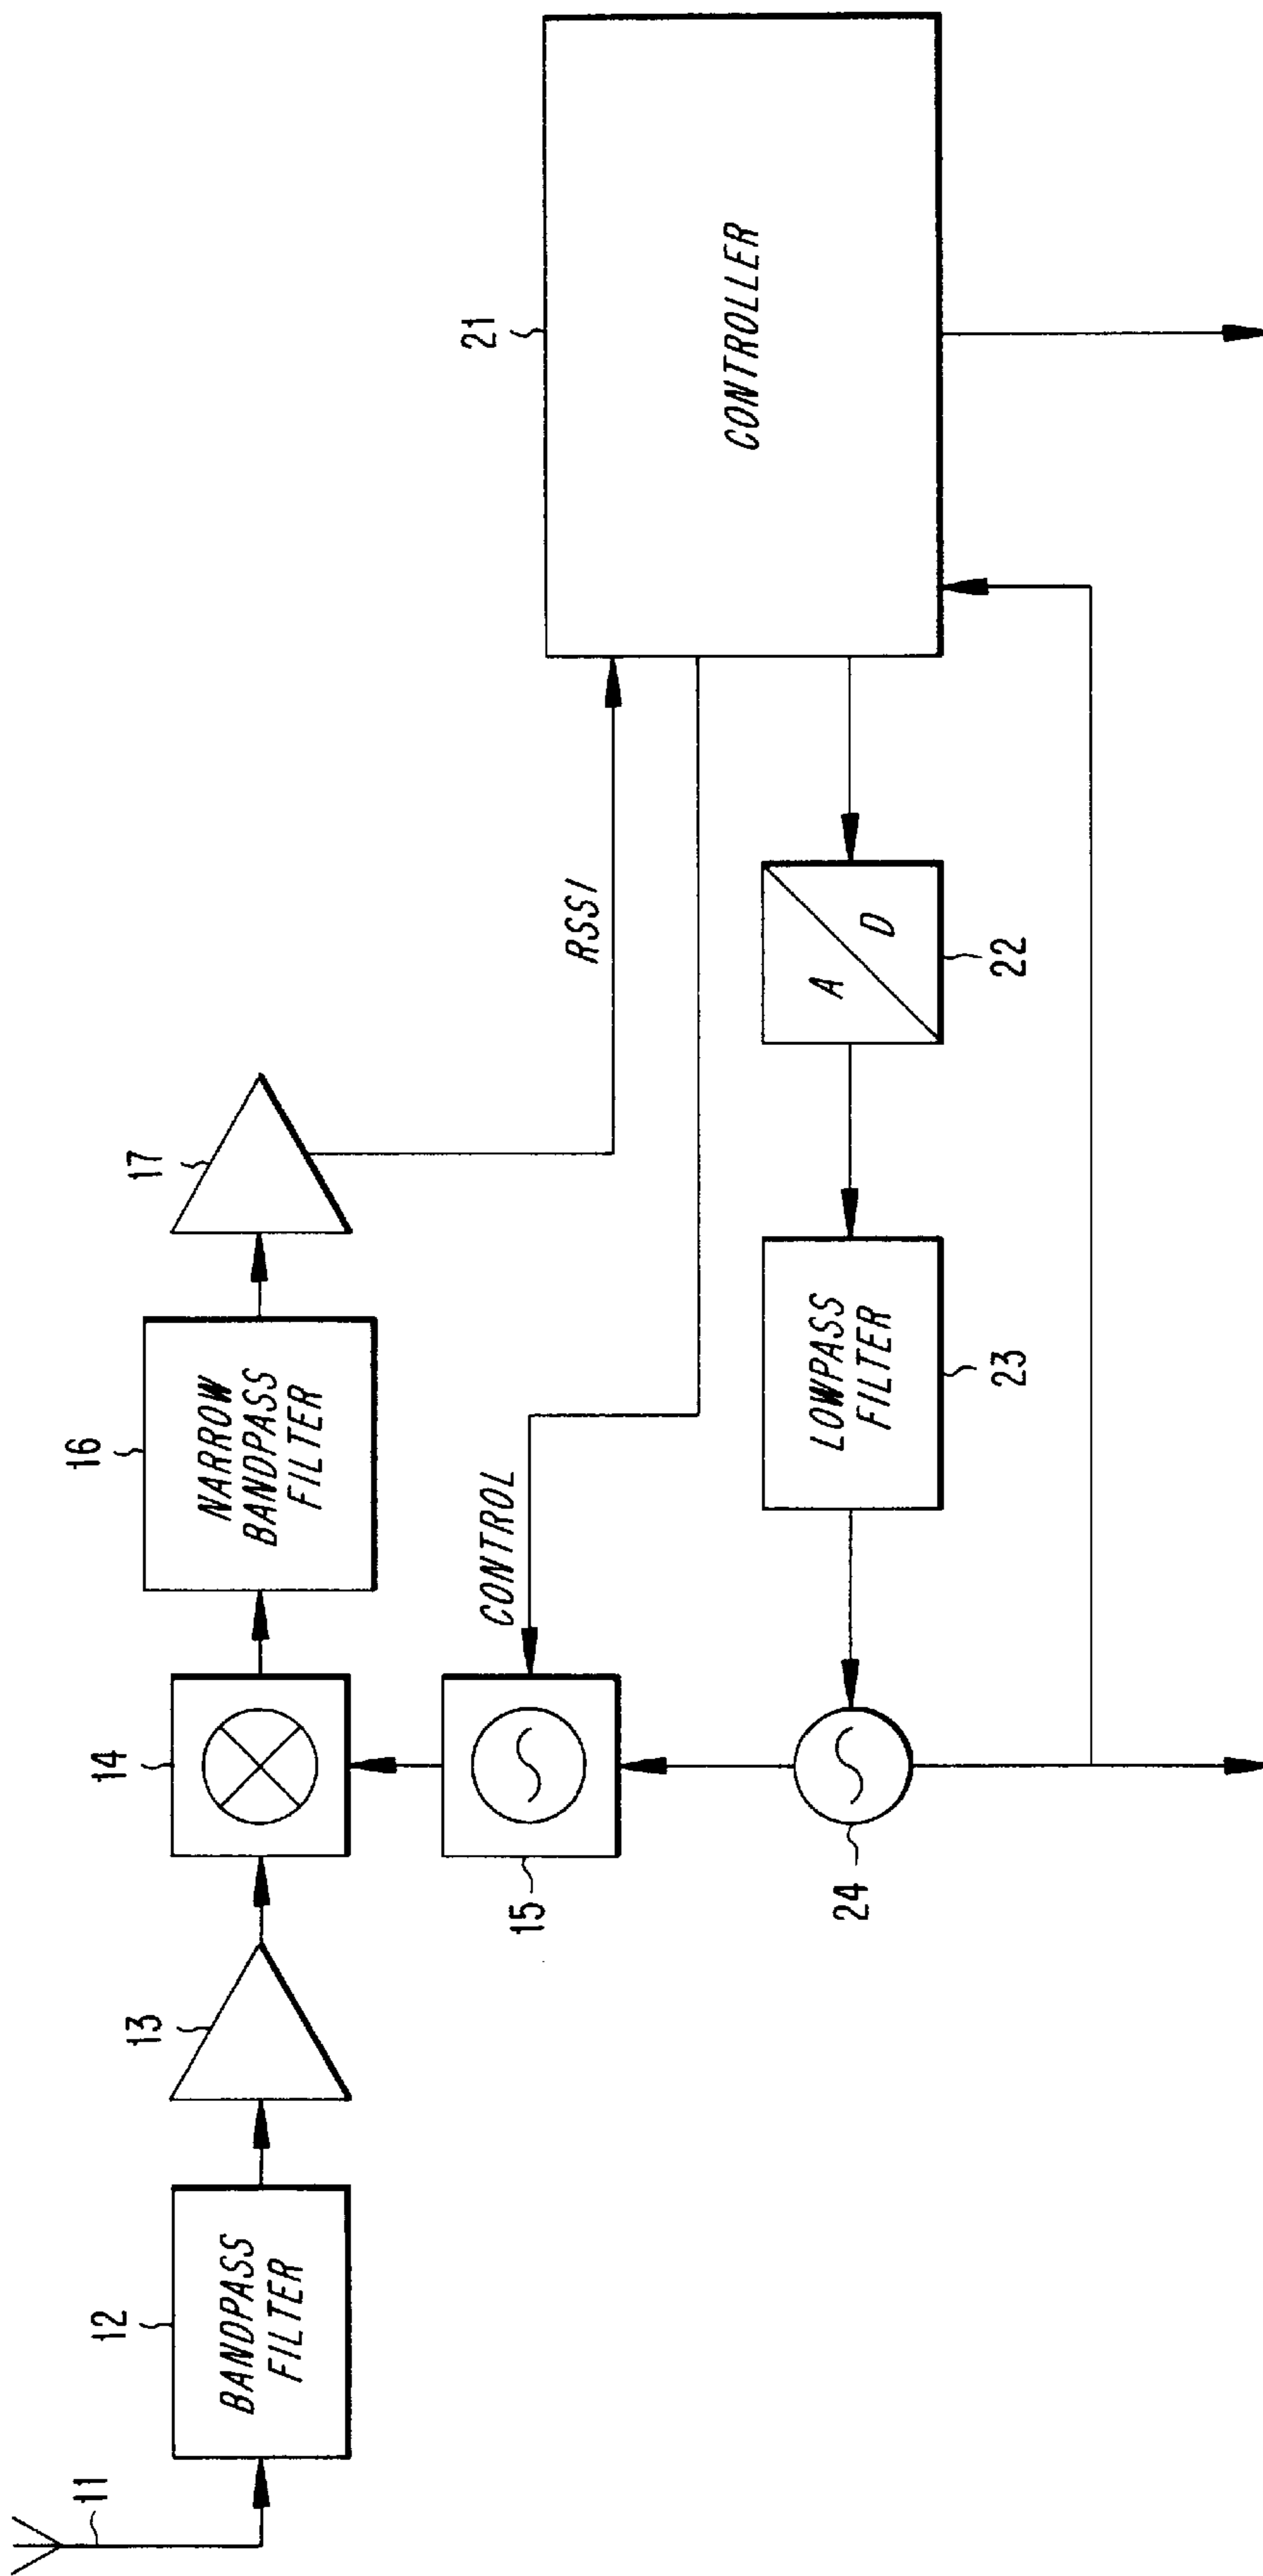 11
12
BANDPASS
FILTER
13
14
16
NARROW
BANDPASS
FILTER
17
15
CONTROL
RSSI
21
CONTROLLER
24
LOWPASS
FILTER
23
A
D
22